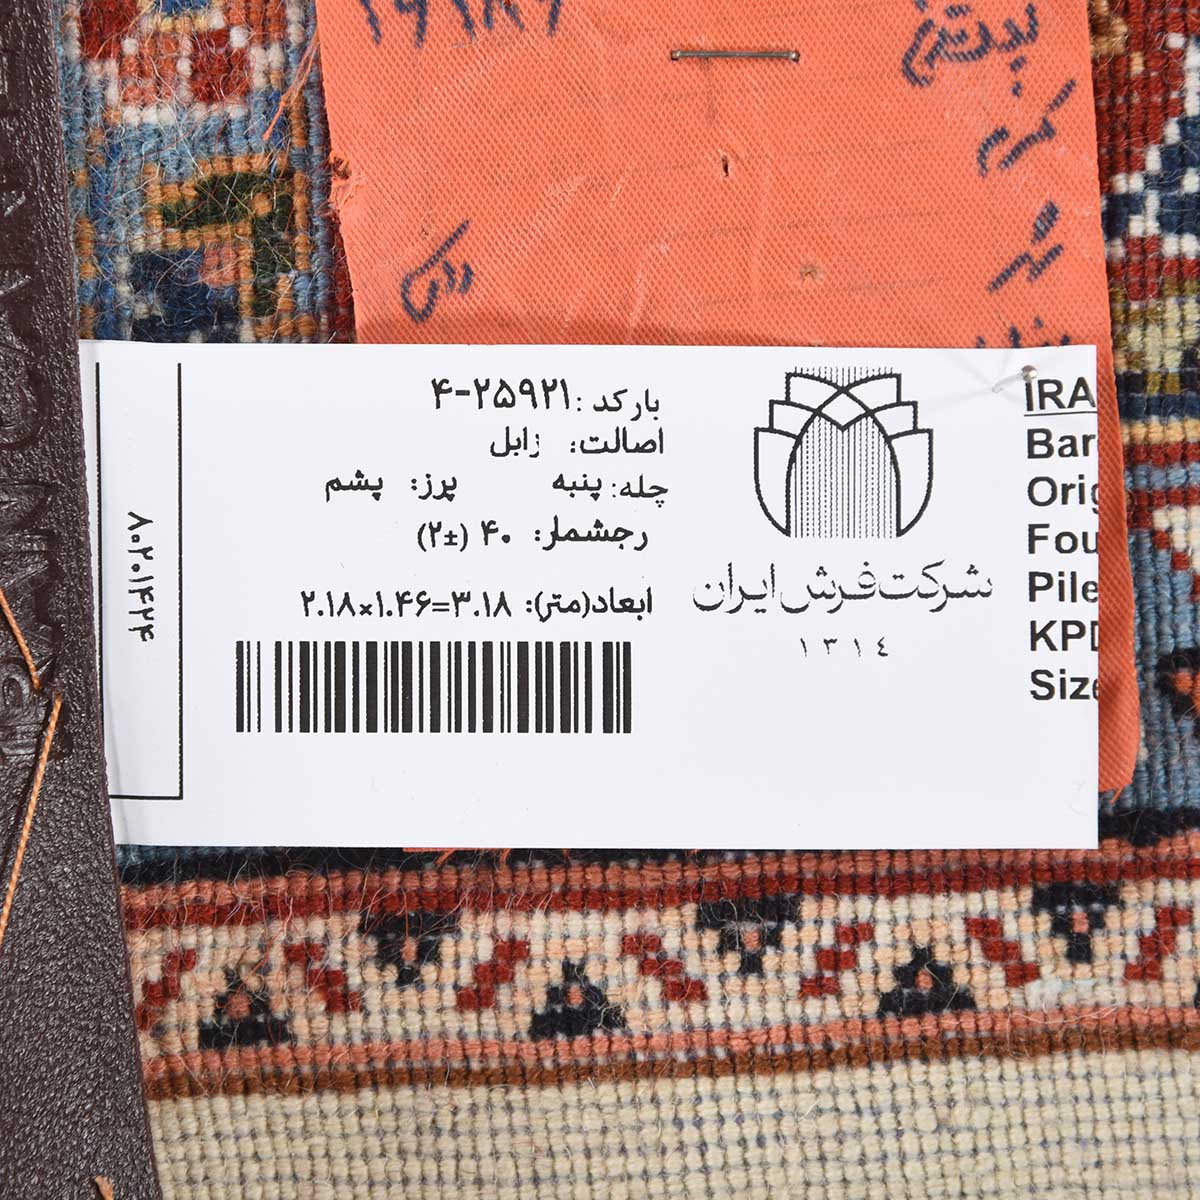 بارکد: ۴-۲۵۹۲۱
اصالت: زابل
چله: پنبه پرز: پشم
رجشمار: ۴۰ (±۲)
ابعاد(متر): ۲.۱۸×۱.۴۶=۳.۱۸
شرکت فرش ایران
۱۳۱٤
IRA
Bar
Orig
Fou
Pile
KPD
Size
۸۰۲۰۱۴۲۴